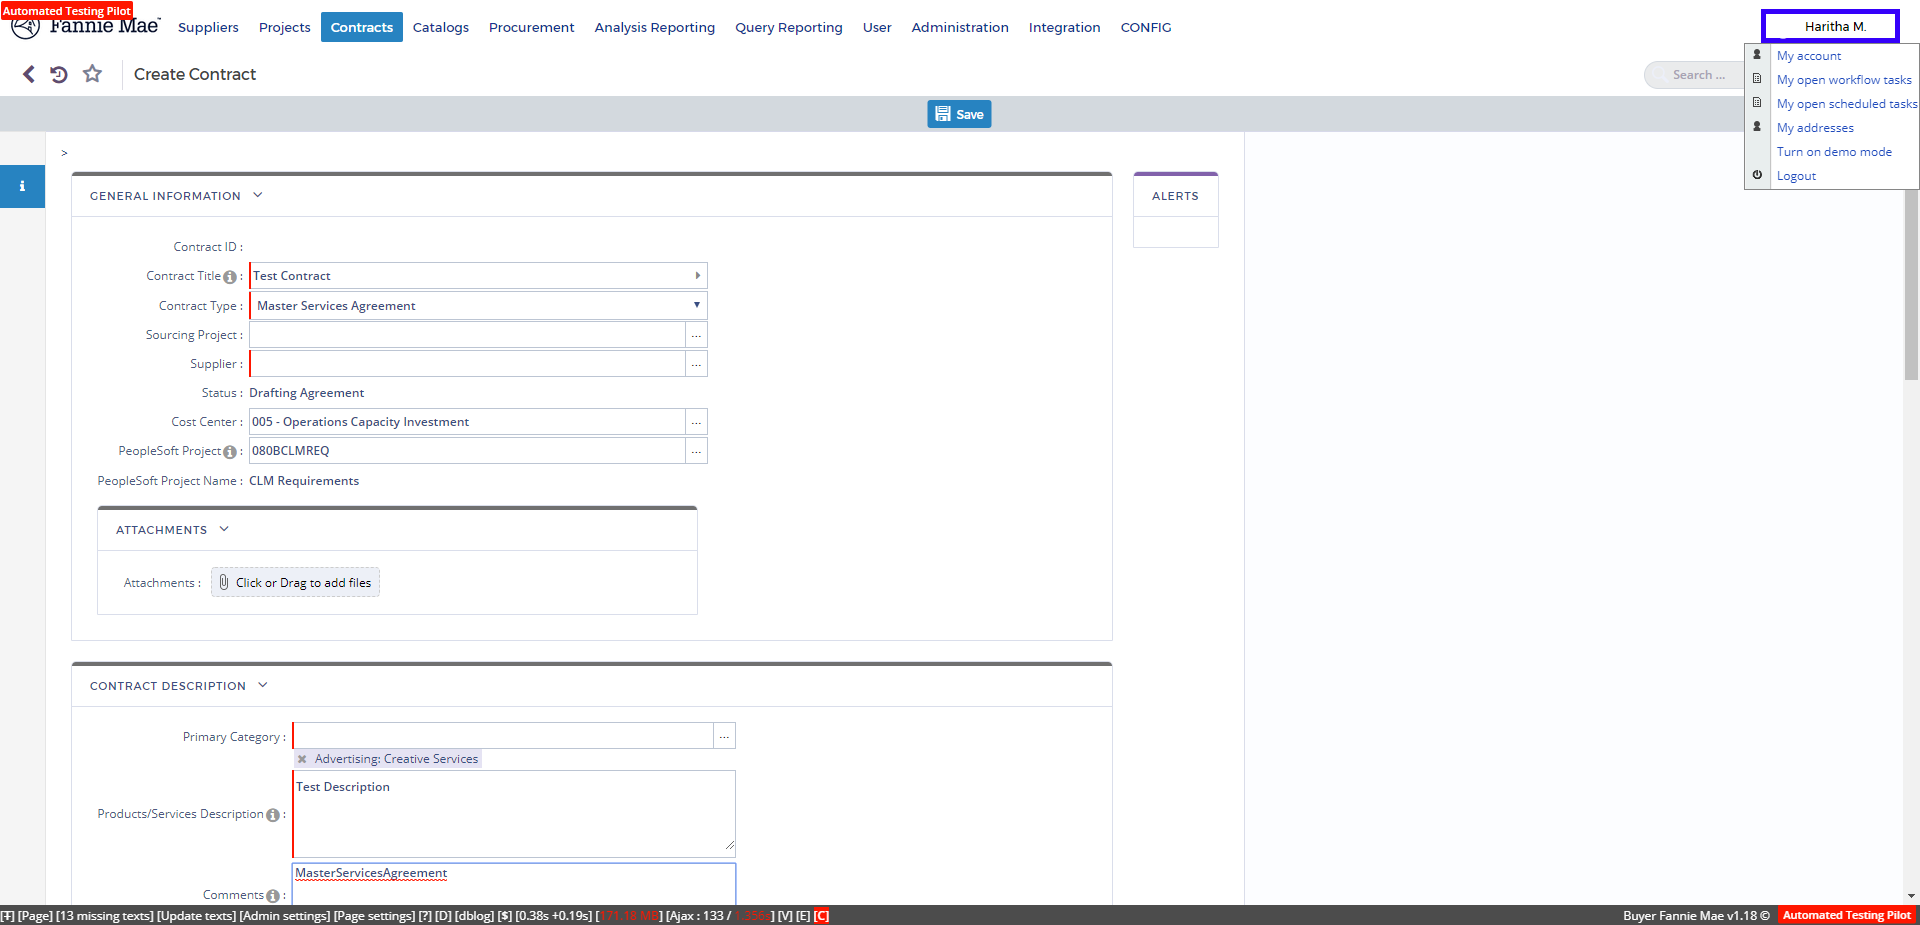 Automated Testing Pilot
Fannie Mae
Suppliers Projects Contracts Catalogs Procurement Analysis Reporting Query Reporting User Administration Integration CONFIG
Haritha M.
My account
My open workflow tasks
My open scheduled tasks
My addresses
Turn on demo mode
Logout
Create Contract
Search ...
Save
>
GENERAL INFORMATION
ALERTS
Contract ID :
Contract Title : Test Contract
Contract Type : Master Services Agreement
Sourcing Project : ...
Supplier : ...
Status : Drafting Agreement
Cost Center : 005 - Operations Capacity Investment ...
PeopleSoft Project : 080BCLMREQ ...
PeopleSoft Project Name : CLM Requirements
ATTACHMENTS
Attachments : Click or Drag to add files
CONTRACT DESCRIPTION
Primary Category : ...
Advertising: Creative Services
Products/Services Description : Test Description
Comments : MasterServicesAgreement
[T] [Page] [13 missing texts] [Update texts] [Admin settings] [Page settings] [?] [D] [dblog] [$] [0.38s +0.19s] [171.18 MB] [Ajax : 133 / 1.356s] [V] [E] [C]
Buyer Fannie Mae v1.18 © Automated Testing Pilot